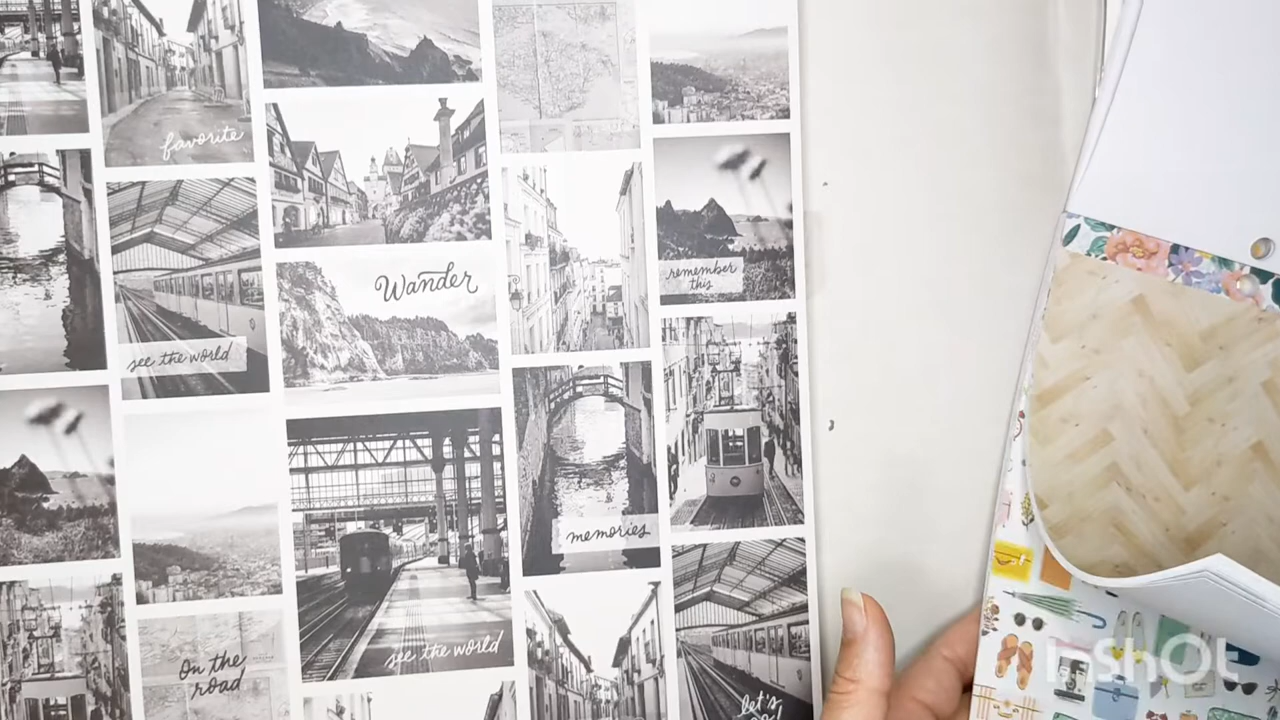 favorite
see the world
Wander
remember
this
memories
On the
road
see the world
let's
InShOt